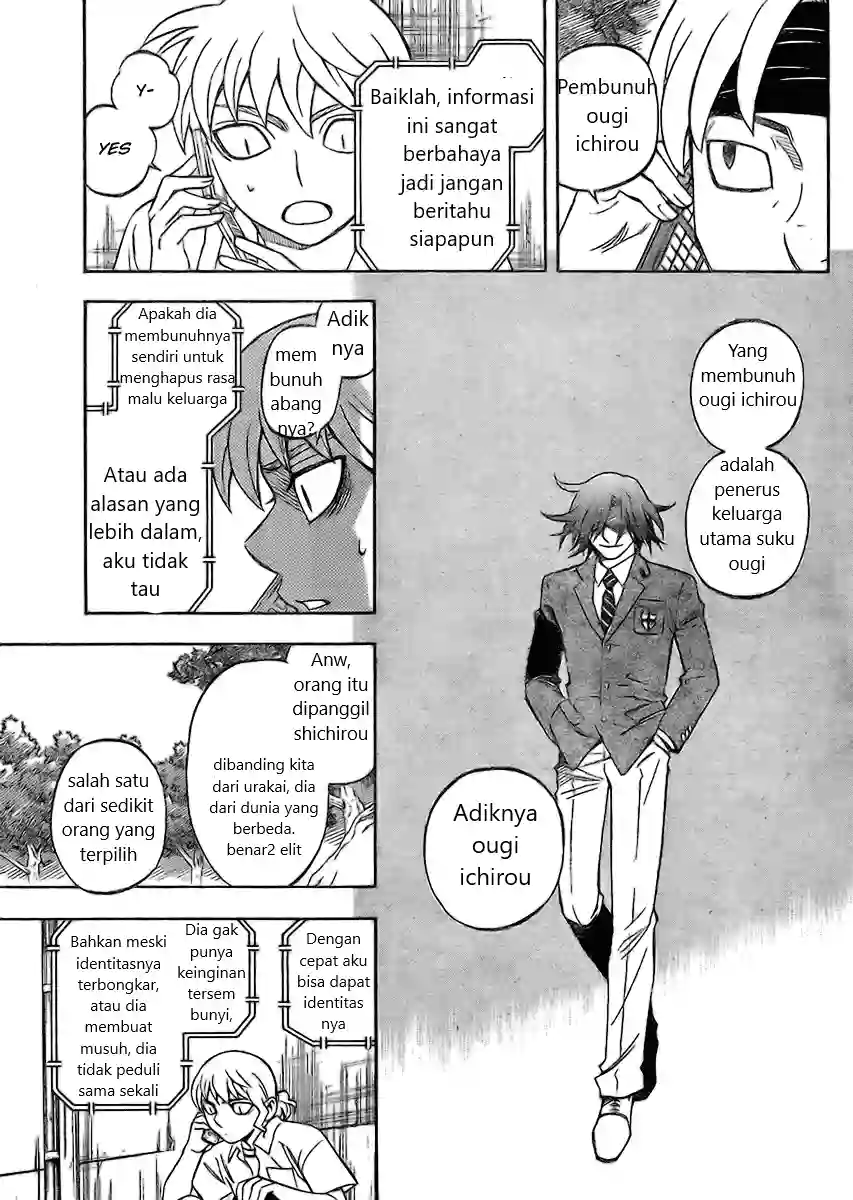 Pembunuh
ougi
ichirou
Baiklah, informasi
ini sangat
berbahaya
jadi jangan
beritahu
siapapun
Y-
YES
Yang
membunuh
ougi ichirou
adalah
penerus
keluarga
utama suku
ougi
Adiknya
ougi
ichirou
Adik
nya
mem
bunuh
abang
nya?
Apakah dia
membunuhnya
sendiri untuk
menghapus rasa
malu keluarga
Atau ada
alasan yang
lebih dalam,
aku tidak
tau
Anw,
orang itu
dipanggil
shichirou
dibanding kita
dari urakai, dia
dari dunia yang
berbeda.
benar2 elit
salah satu
dari sedikit
orang yang
terpilih
Dengan
cepat aku
bisa dapat
identitas
nya
Dia gak
punya
keinginan
tersem
bunyi,
Bahkan meski
identitasnya
terbongkar,
atau dia
membuat
musuh, dia
tidak peduli
sama sekali